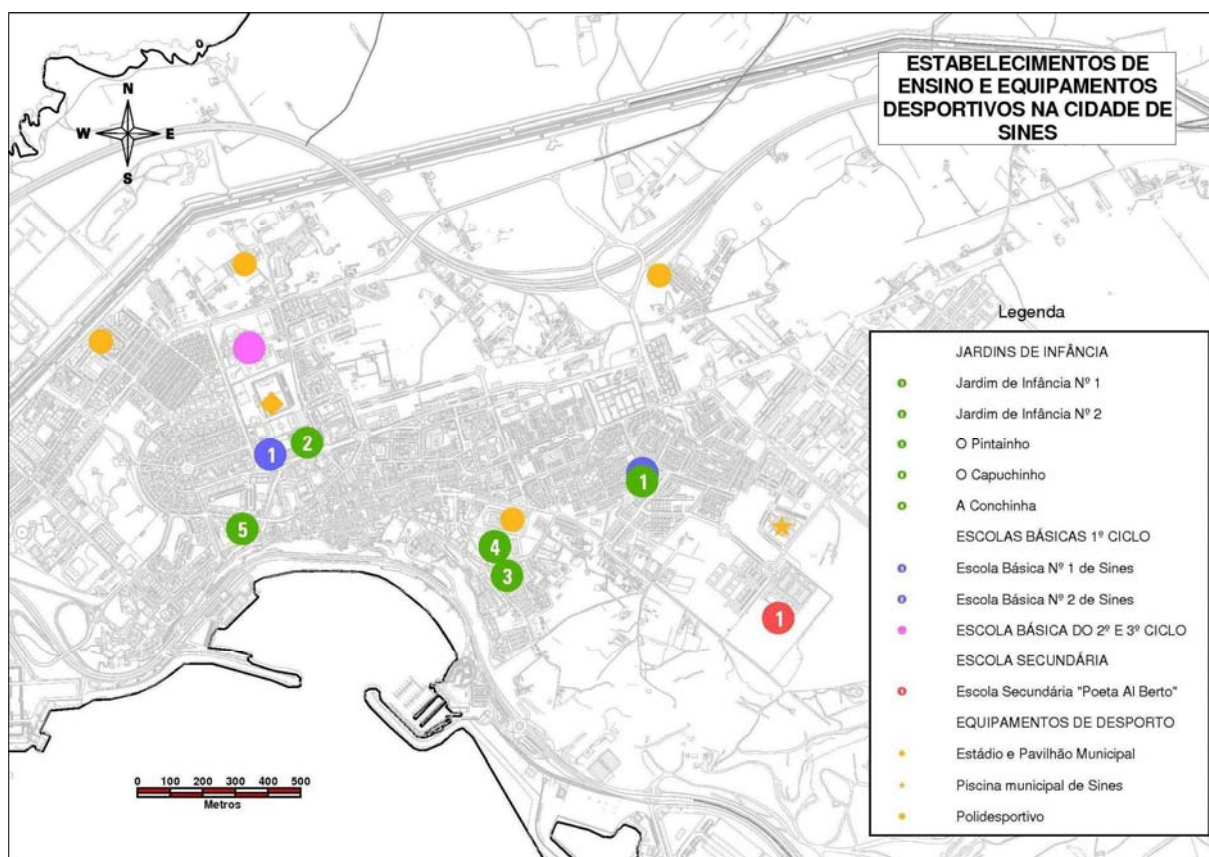 ESTABELECIMENTOS DE
ENSINO E EQUIPAMENTOS
DESPORTIVOS NA CIDADE DE
SINES
N
W
E
S
2
1
1
5
4
3
1
Legenda
JARDINS DE INFÂNCIA
Jardim de Infância Nº 1
Jardim de Infância Nº 2
O Pintainho
O Capuchinho
A Conchinha
ESCOLAS BÁSICAS 1º CICLO
Escola Básica Nº 1 de Sines
Escola Básica Nº 2 de Sines
ESCOLA BÁSICA DO 2º E 3º CICLO
ESCOLA SECUNDÁRIA
Escola Secundária "Poeta Al Berto"
EQUIPAMENTOS DE DESPORTO
Estádio e Pavilhão Municipal
Piscina municipal de Sines
Polidesportivo
0 100 200 300 400 500
Metros